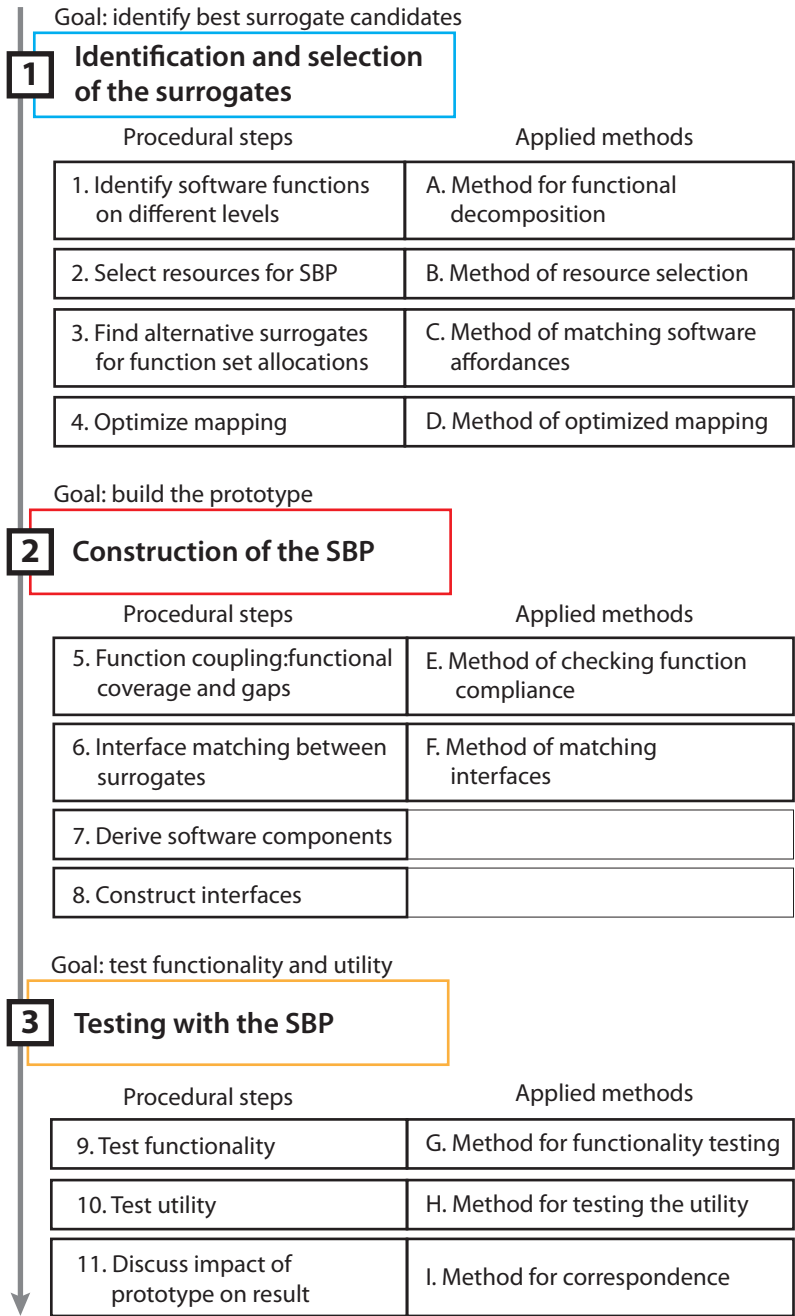 Goal: identify best surrogate candidates
1
Identification and selection
of the surrogates
Procedural steps
Applied methods
1. Identify software functions
on different levels
A. Method for functional
decomposition
2. Select resources for SBP
B. Method of resource selection
3. Find alternative surrogates
for function set allocations
C. Method of matching software
affordances
4. Optimize mapping
D. Method of optimized mapping
Goal: build the prototype
2
Construction of the SBP
Procedural steps
Applied methods
5. Function coupling:functional
coverage and gaps
E. Method of checking function
compliance
6. Interface matching between
surrogates
F. Method of matching
interfaces
7. Derive software components
8. Construct interfaces
Goal: test functionality and utility
3
Testing with the SBP
Procedural steps
Applied methods
9. Test functionality
G. Method for functionality testing
10. Test utility
H. Method for testing the utility
11. Discuss impact of
prototype on result
I. Method for correspondence